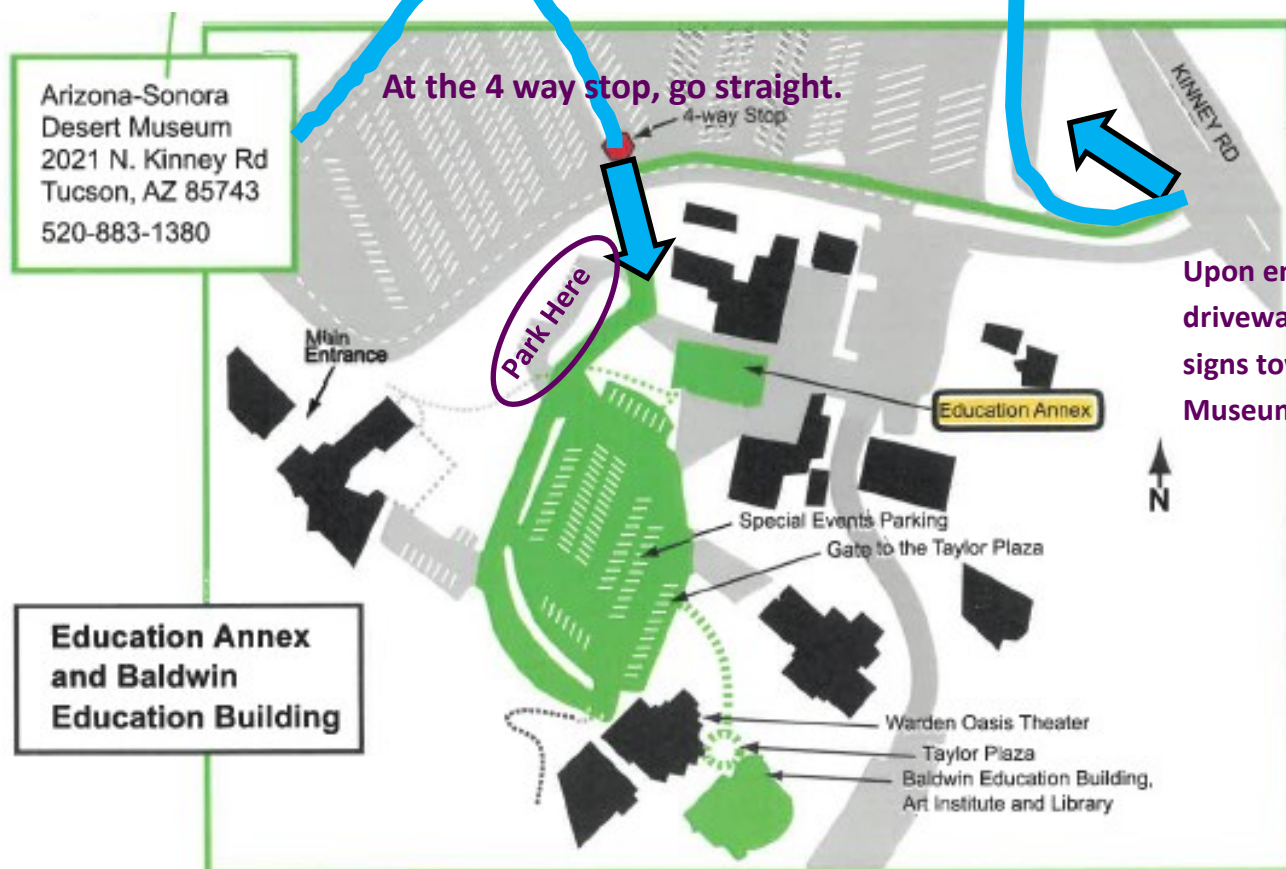 Arizona-Sonora
Desert Museum
2021 N. Kinney Rd
Tucson, AZ 85743
520-883-1380
At the 4 way stop, go straight.
4-way Stop
KINNEY RD
Park Here
Main
Entrance
Upon
signs
Education Annex
N
Special Events Parking
Gate to the Taylor Plaza
Education Annex
and Baldwin
Education Building
Warden Oasis Theater
Taylor Plaza
Baldwin Education Building,
Art Institute and Library